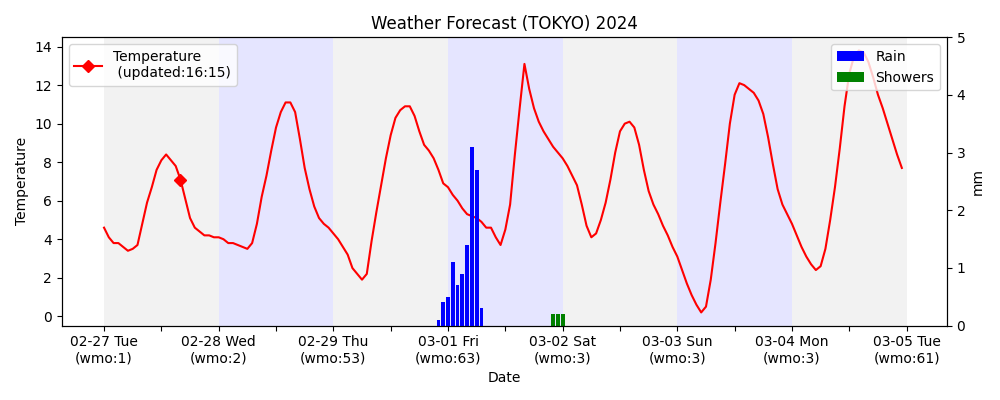 Weather Forecast (TOKYO) 2024
Temperature
(updated:16:15)
Rain
Showers
Temperature
14
12
10
8
6
4
2
0
5
4
3
2
1
0
mm
02-27 Tue
(wmo:1)
02-28 Wed
(wmo:2)
02-29 Thu
(wmo:53)
03-01 Fri
(wmo:63)
03-02 Sat
(wmo:3)
03-03 Sun
(wmo:3)
03-04 Mon
(wmo:3)
03-05 Tue
(wmo:61)
Date